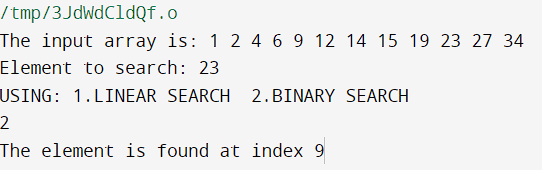 /tmp/3JdWdCldQf.o
The input array is: 1 2 4 6 9 12 14 15 19 23 27 34
Element to search: 23
USING: 1.LINEAR SEARCH  2.BINARY SEARCH
2
The element is found at index 9